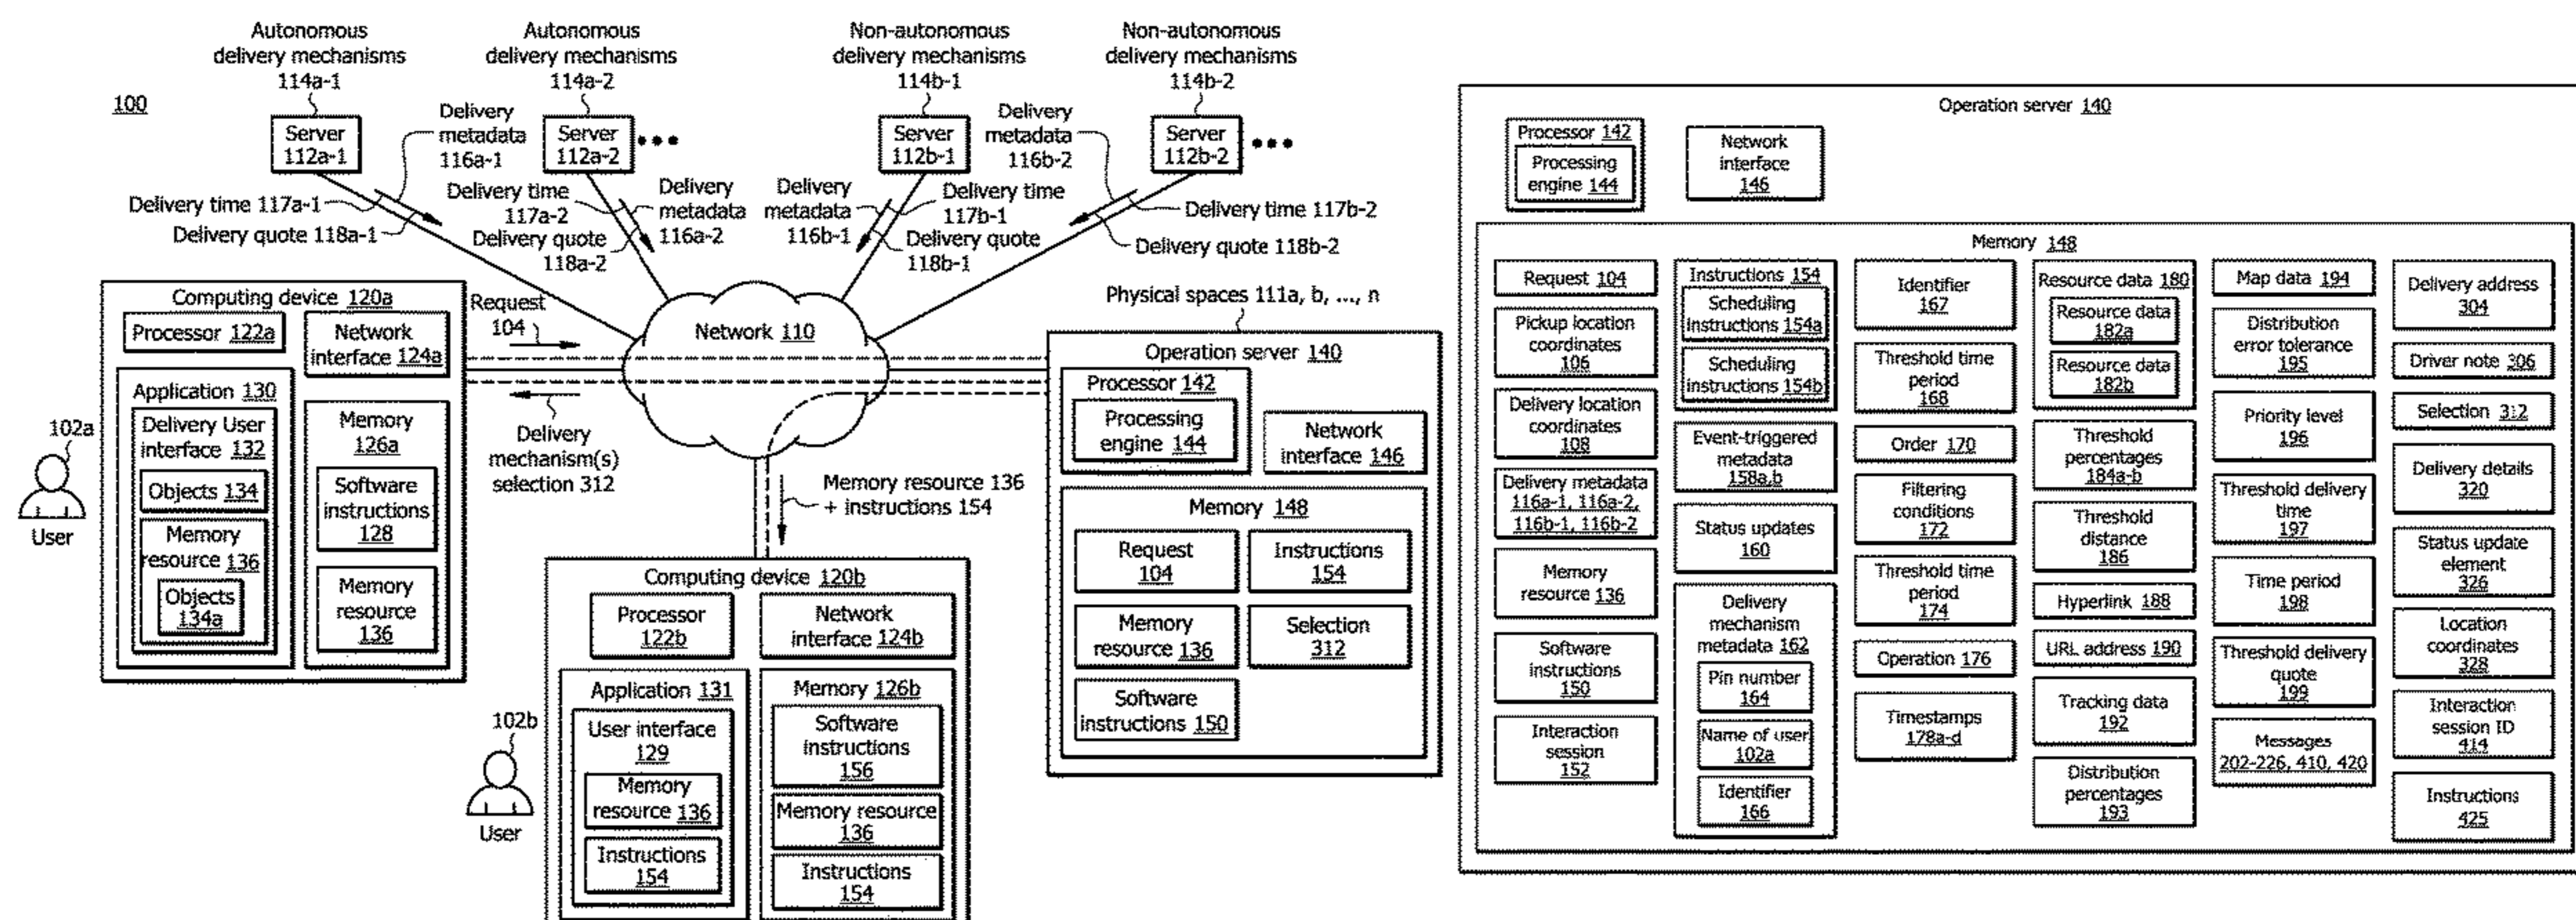 100
Autonomous
delivery mechanisms
114a-1
Server
112a-1
Autonomous
delivery mechanisms
114a-2
Server
112a-2
Non-autonomous
delivery mechanisms
114b-1
Server
112b-1
Non-autonomous
delivery mechanisms
114b-2
Server
112b-2
Delivery
metadata
116a-1
Delivery time 117a-1
Delivery quote 118a-1
Delivery time
117a-2
Delivery quote
118a-2
Delivery
metadata
116a-2
Delivery
metadata
116b-1
Delivery time
117b-1
Delivery quote
118b-1
Delivery
metadata
116b-2
Delivery time 117b-2
Delivery quote 118b-2
Computing device 120a
Processor 122a
Network
interface 124a
Application 130
Delivery User
interface 132
Objects 134
Memory
resource 136
Objects
134a
Memory
126a
Software
instructions
128
Memory
resource
136
102a
User
Request
104
Network 110
Delivery
mechanism(s)
selection 312
Memory resource 136
+ instructions 154
Computing device 120b
Processor
122b
Network
interface 124b
Application 131
User interface
129
Memory
resource 136
Instructions
154
Memory 126b
Software
instructions
156
Memory resource
136
Instructions
154
102b
User
Physical spaces 111a, b, ..., n
Operation server 140
Processor 142
Processing
engine 144
Network
interface 146
Memory 148
Request
104
Instructions
154
Memory
resource 136
Selection
312
Software
instructions 150
Operation server 140
Processor 142
Processing
engine 144
Network
interface
146
Memory 148
Request 104
Pickup location
coordinates
106
Delivery location
coordinates
108
Delivery metadata
116a-1, 116a-2,
116b-1, 116b-2
Memory
resource 136
Software
instructions
150
Interaction
session
152
Instructions 154
Scheduling
instructions 154a
Scheduling
instructions 154b
Event-triggered
metadata
158a,b
Status updates
160
Delivery
mechanism
metadata 162
Pin number
164
Name of user
102a
Identifier
166
Identifier
167
Threshold time
period
168
Order 170
Filtering
conditions
172
Threshold time
period
174
Operation 176
Timestamps
178a-d
Resource data 180
Resource data
182a
Resource data
182b
Threshold
percentages
184a-b
Threshold
distance
186
Hyperlink 188
URL address 190
Tracking data
192
Distribution
percentages
193
Map data 194
Distribution
error tolerance
195
Priority level
196
Threshold delivery
time
197
Time period
198
Threshold delivery
quote
199
Messages
202-226, 410, 420
Delivery address
304
Driver note 306
Selection 312
Delivery details
320
Status update
element
326
Location
coordinates
328
Interaction
session ID
414
Instructions
425